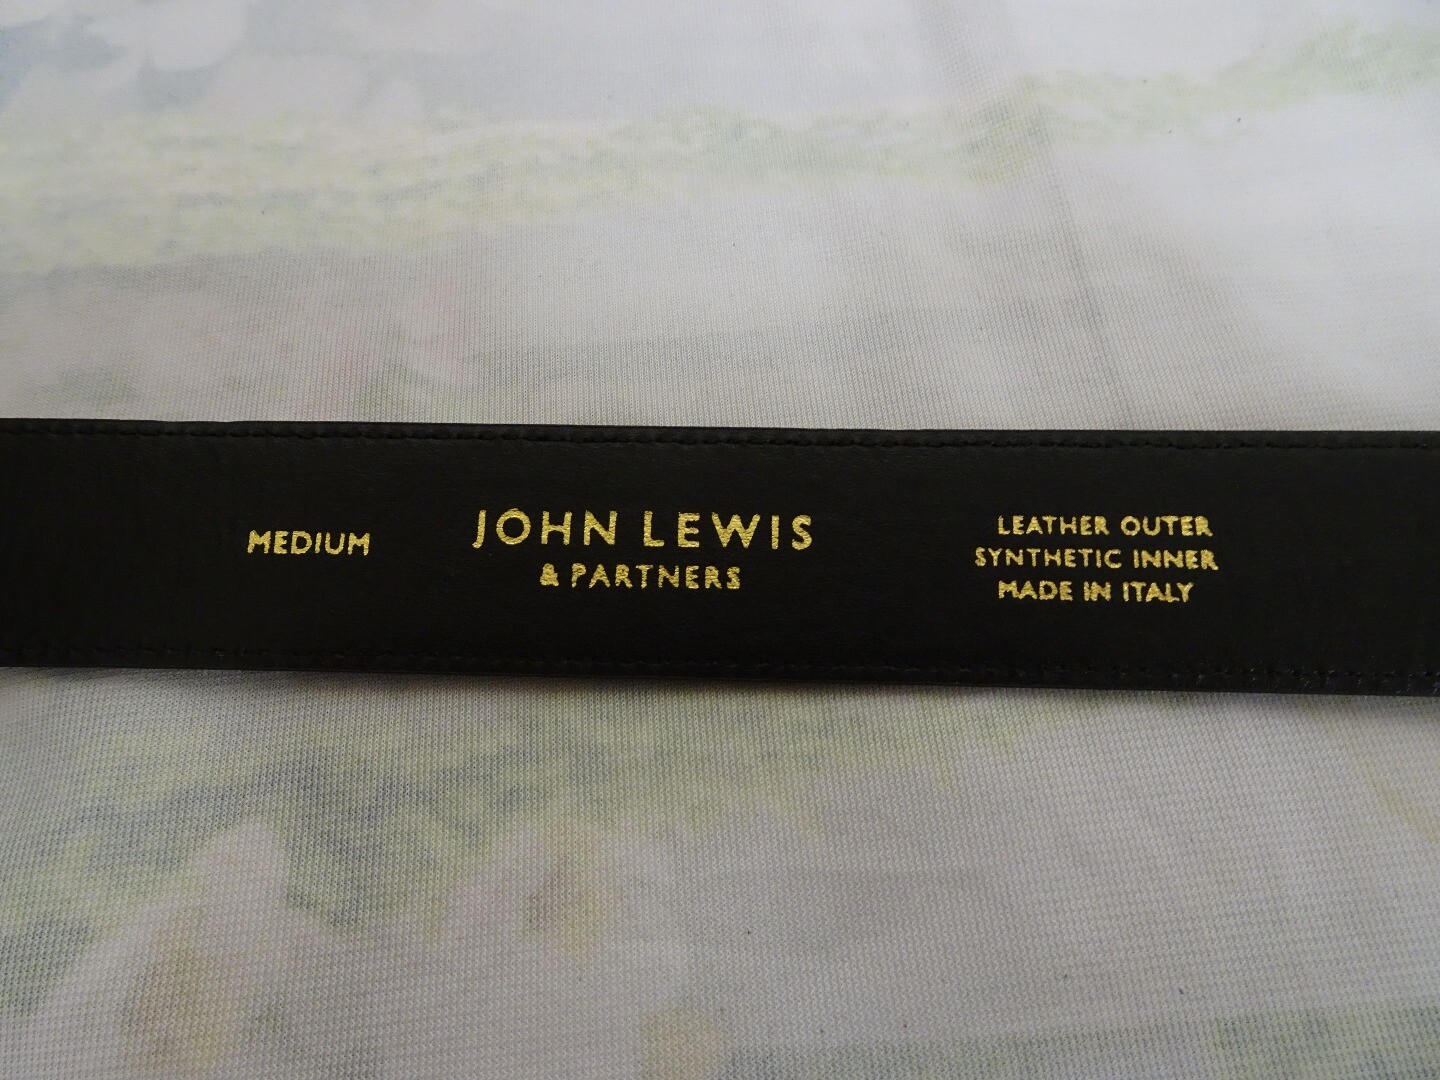 MEDIUM
JOHN LEWIS
& PARTNERS
LEATHER OUTER
SYNTHETIC INNER
MADE IN ITALY